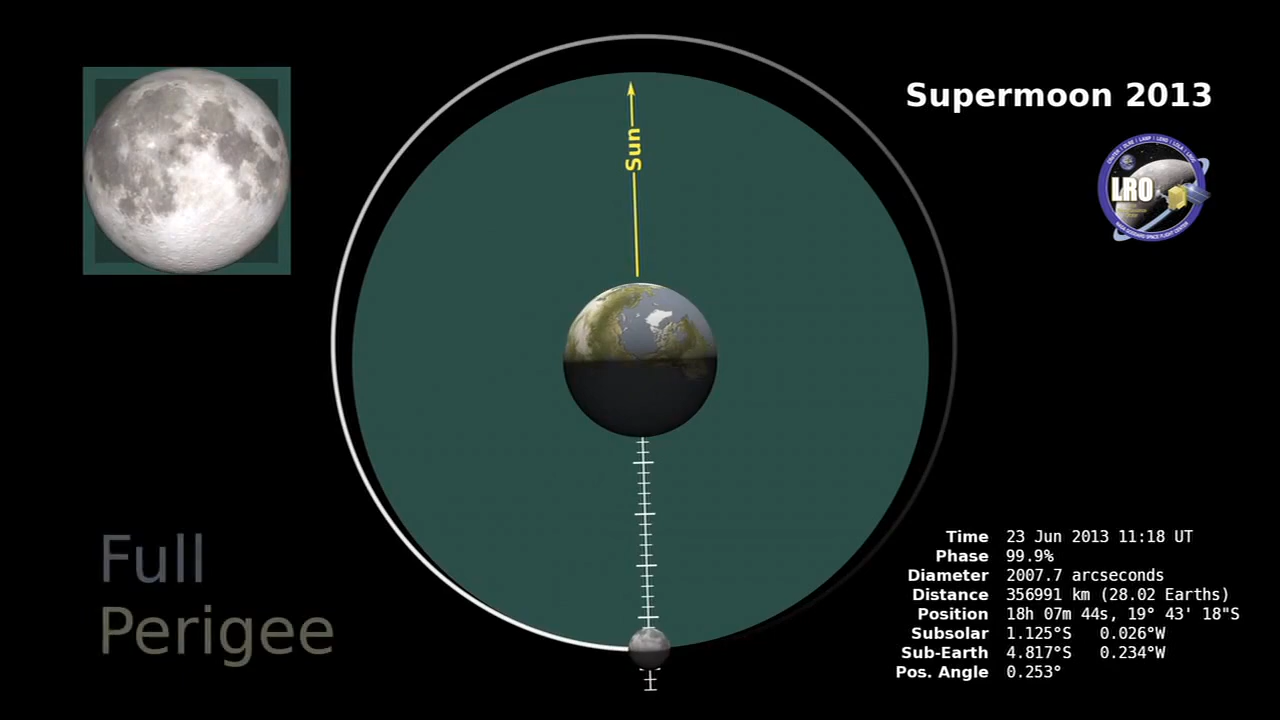 Supermoon 2013
Sun
LRO
Full
Perigee
Time 23 Jun 2013 11:18 UT
Phase 99.9%
Diameter 2007.7 arcseconds
Distance 356991 km (28.02 Earths)
Position 18h 07m 44s, 19° 43' 18"S
Subsolar 1.125°S 0.026°W
Sub-Earth 4.817°S 0.234°W
Pos. Angle 0.253°